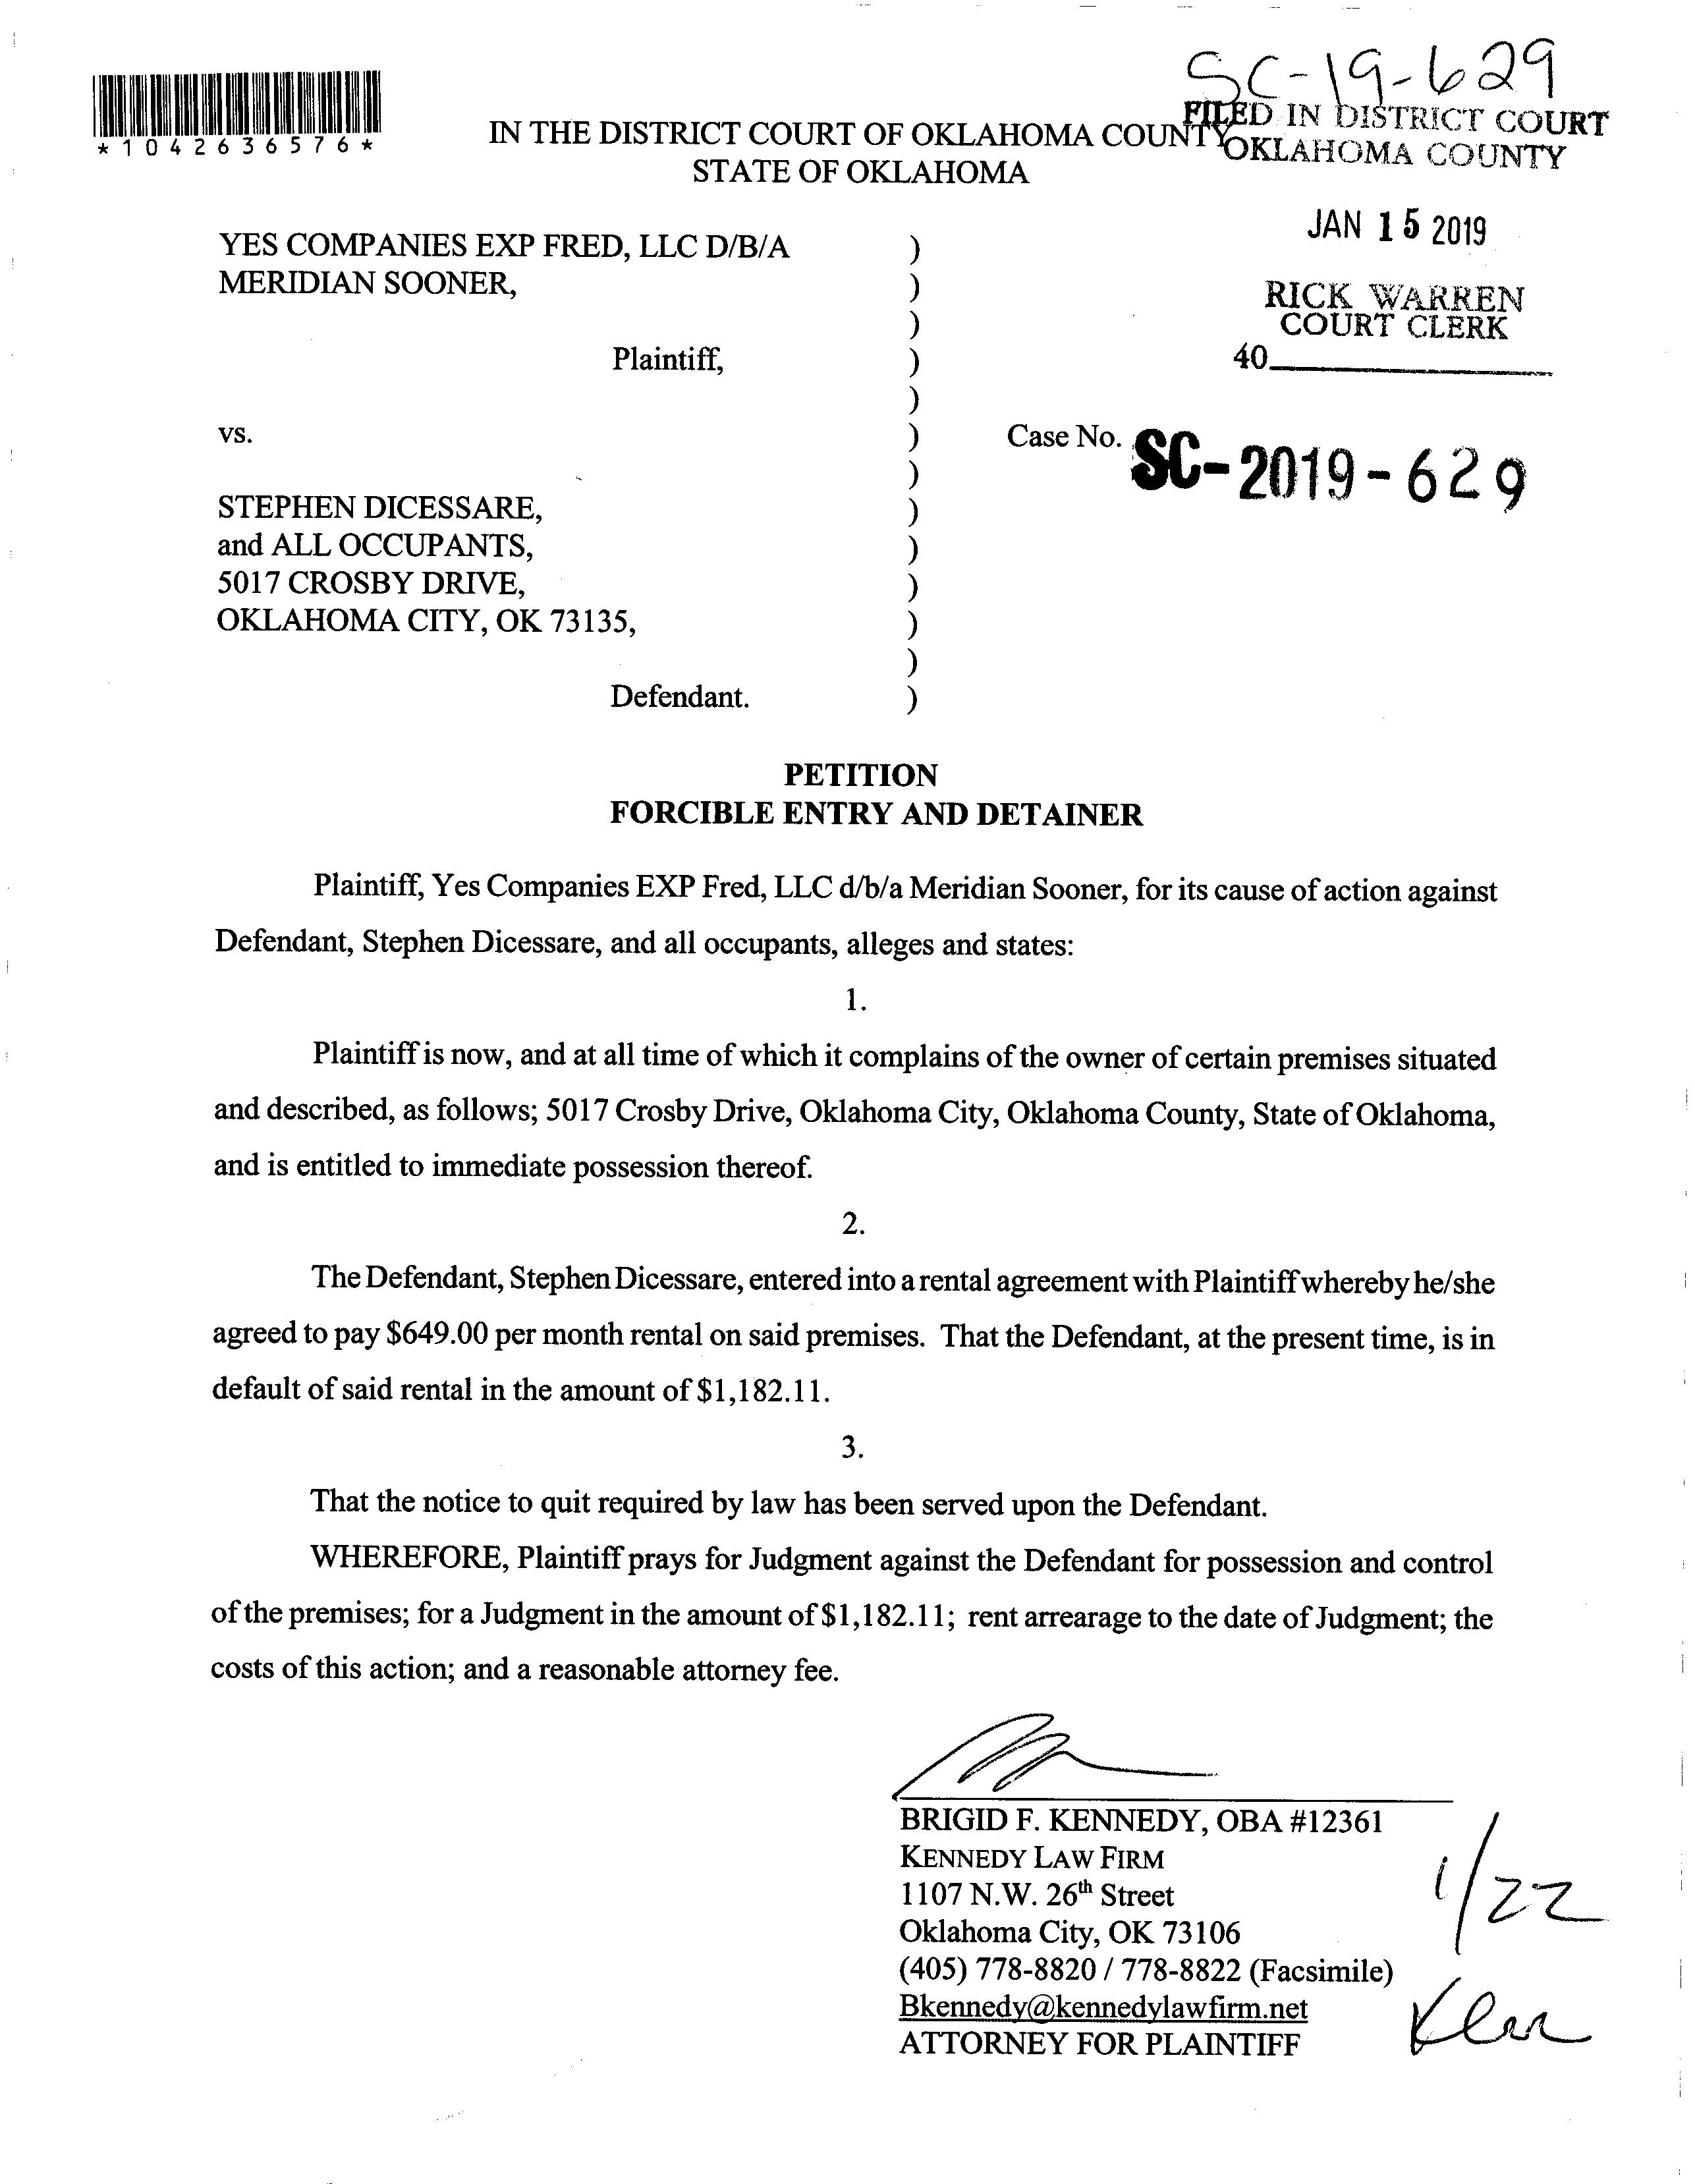 SC-19-629
*1042636576*
FILED IN DISTRICT COURT
OKLAHOMA COUNTY
IN THE DISTRICT COURT OF OKLAHOMA COUNTY
STATE OF OKLAHOMA
JAN 15 2019
RICK WARREN
COURT CLERK
40
YES COMPANIES EXP FRED, LLC D/B/A )
MERIDIAN SOONER, )
)
Plaintiff, )
)
vs. ) Case No. SC-2019-629
)
STEPHEN DICESSARE, )
and ALL OCCUPANTS, )
5017 CROSBY DRIVE, )
OKLAHOMA CITY, OK 73135, )
)
Defendant. )
PETITION
FORCIBLE ENTRY AND DETAINER
Plaintiff, Yes Companies EXP Fred, LLC d/b/a Meridian Sooner, for its cause of action against
Defendant, Stephen Dicessare, and all occupants, alleges and states:
1.
Plaintiff is now, and at all time of which it complains of the owner of certain premises situated
and described, as follows; 5017 Crosby Drive, Oklahoma City, Oklahoma County, State of Oklahoma,
and is entitled to immediate possession thereof.
2.
The Defendant, Stephen Dicessare, entered into a rental agreement with Plaintiff whereby he/she
agreed to pay $649.00 per month rental on said premises. That the Defendant, at the present time, is in
default of said rental in the amount of $1,182.11.
3.
That the notice to quit required by law has been served upon the Defendant.
WHEREFORE, Plaintiff prays for Judgment against the Defendant for possession and control
of the premises; for a Judgment in the amount of $1,182.11; rent arrearage to the date of Judgment; the
costs of this action; and a reasonable attorney fee.
BRIGID F. KENNEDY, OBA #12361
KENNEDY LAW FIRM
1107 N.W. 26th Street
Oklahoma City, OK 73106
(405) 778-8820 / 778-8822 (Facsimile)
Bkennedy@kennedylawfirm.net
ATTORNEY FOR PLAINTIFF
1/22